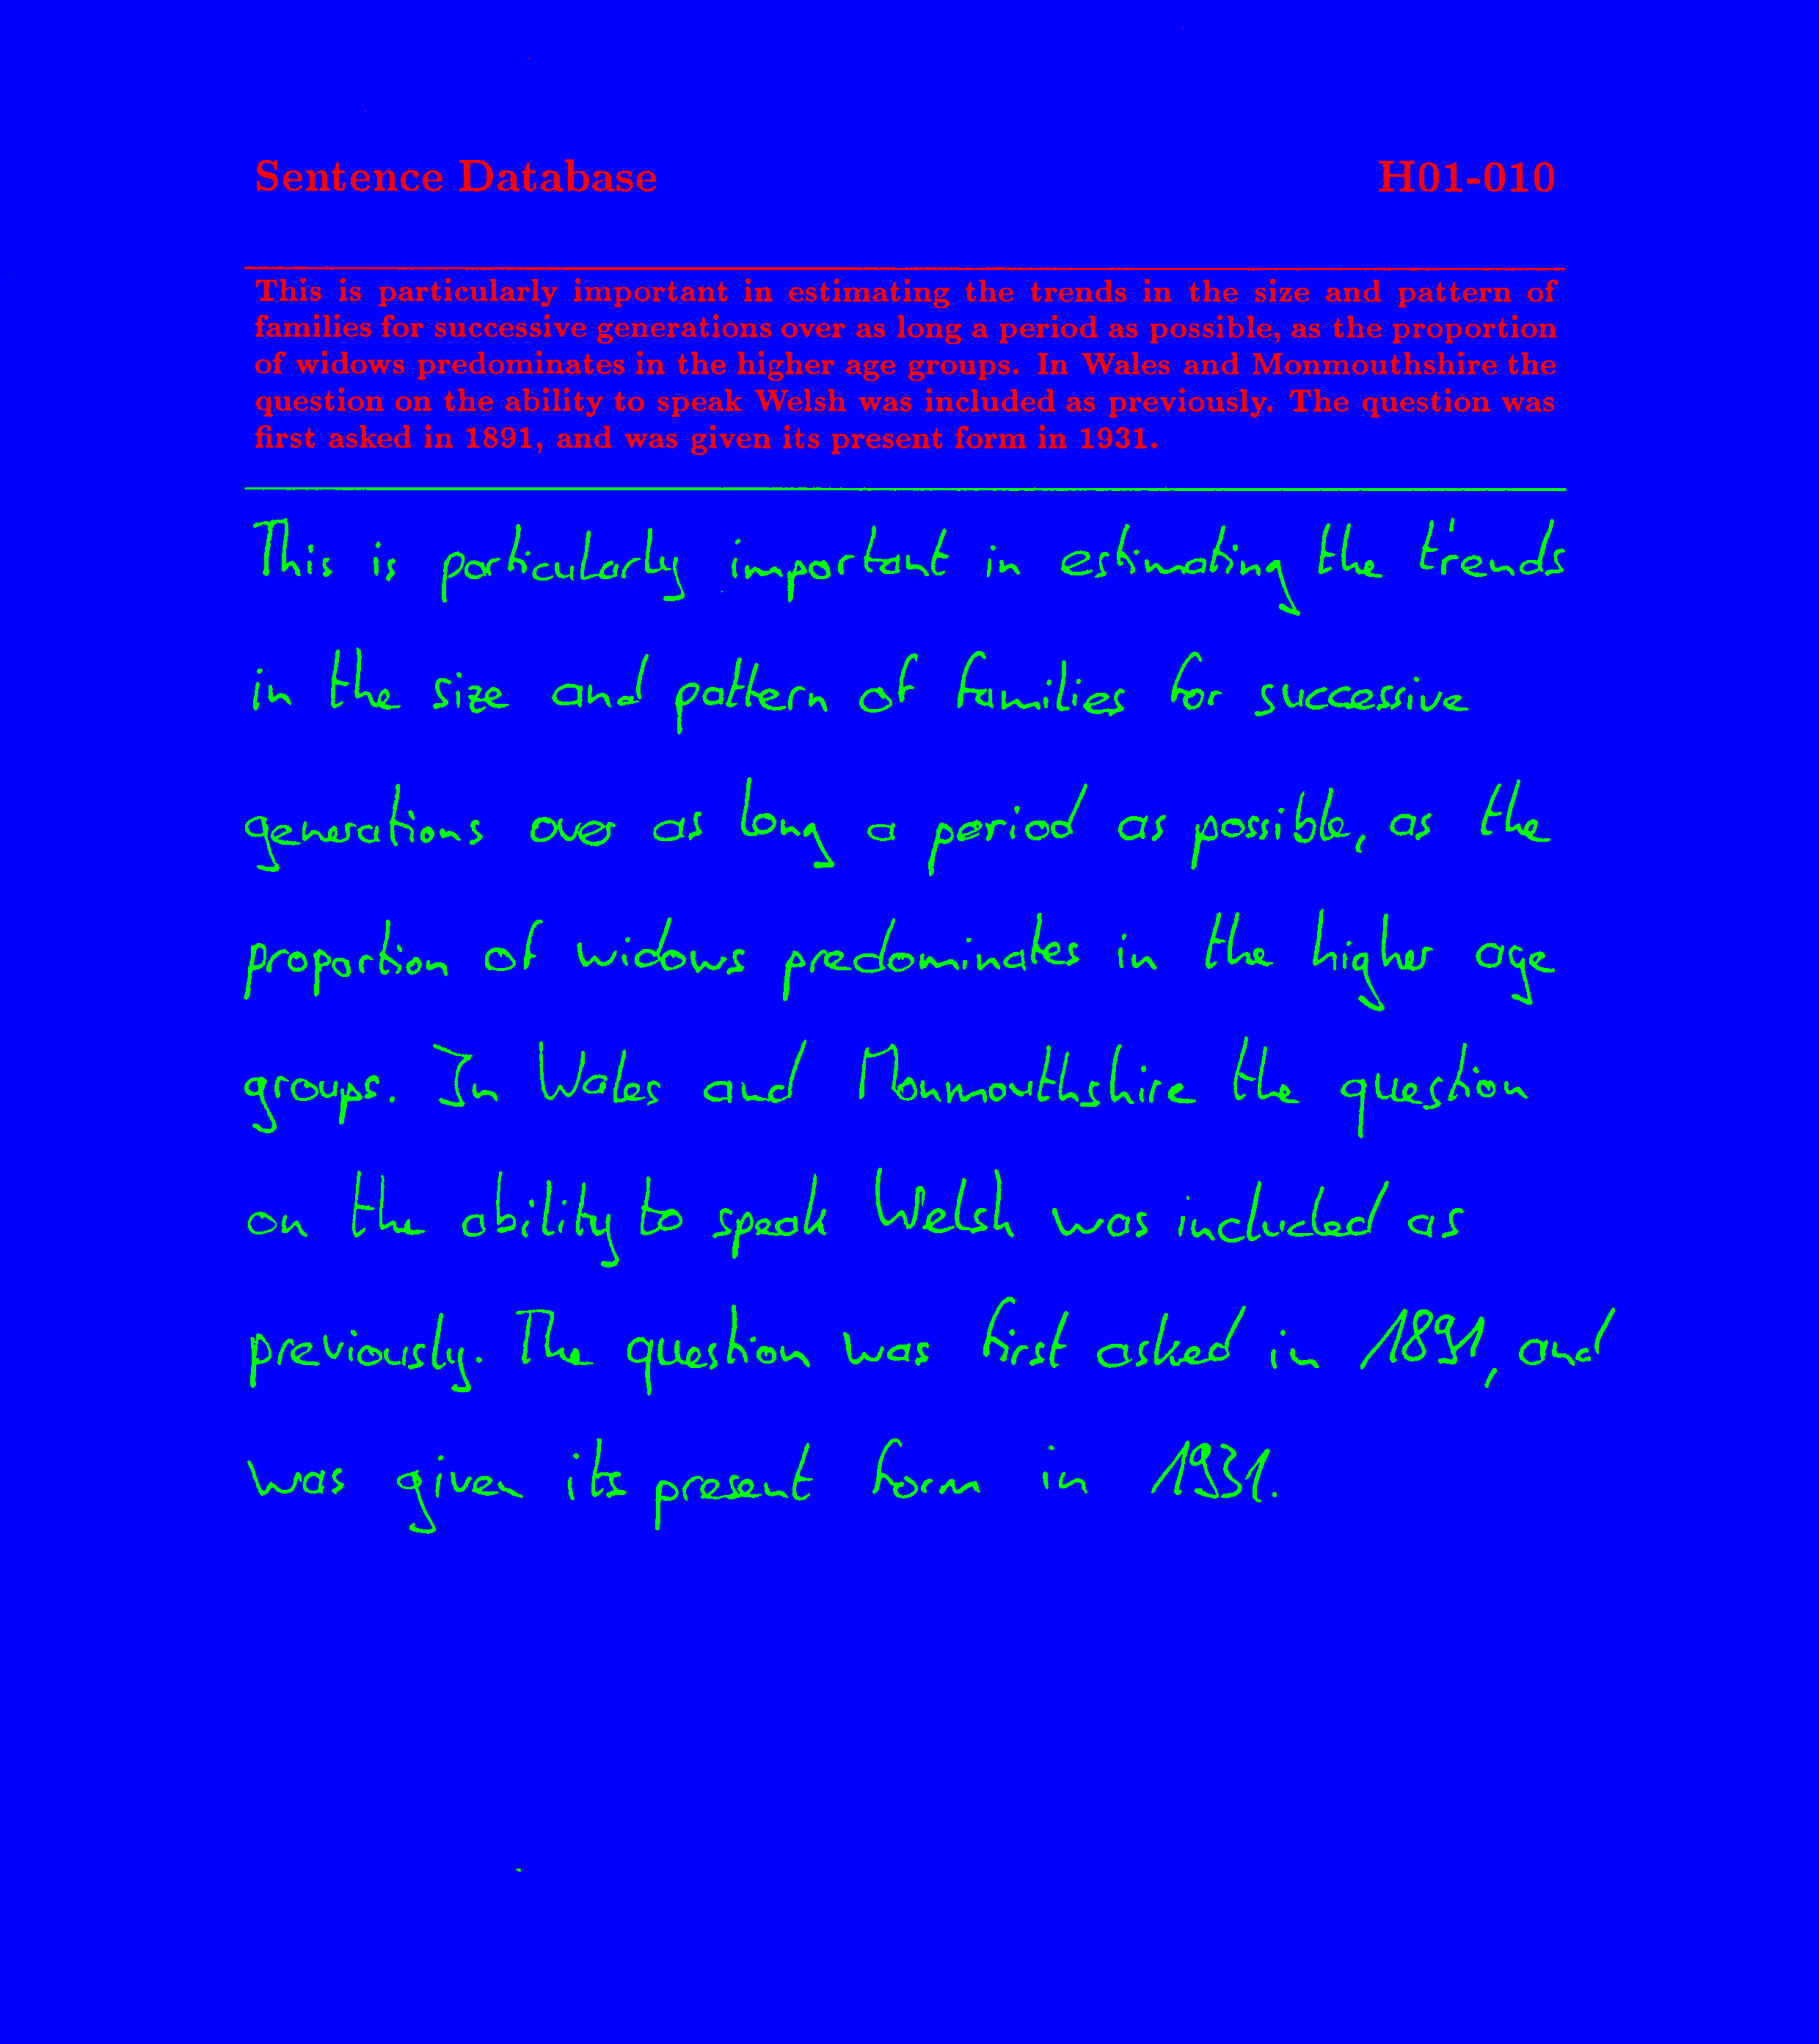 Sentence Database H01-010
This is particularly important in estimating the trends in the size and pattern of
families for successive generations over as long a period as possible, as the proportion
of widows predominates in the higher age groups. In Wales and Monmouthshire the
question on the ability to speak Welsh was included as previously. The question was
first asked in 1891, and was given its present form in 1931.
This is particularly important in estimating the trends
in the size and pattern of families for successive
generations over as long a period as possible, as the
proportion of widows predominates in the higher age
groups. In Wales and Monmouthshire the question
on the ability to speak Welsh was included as
previously. The question was first asked in 1891, and
was given its present form in 1931.